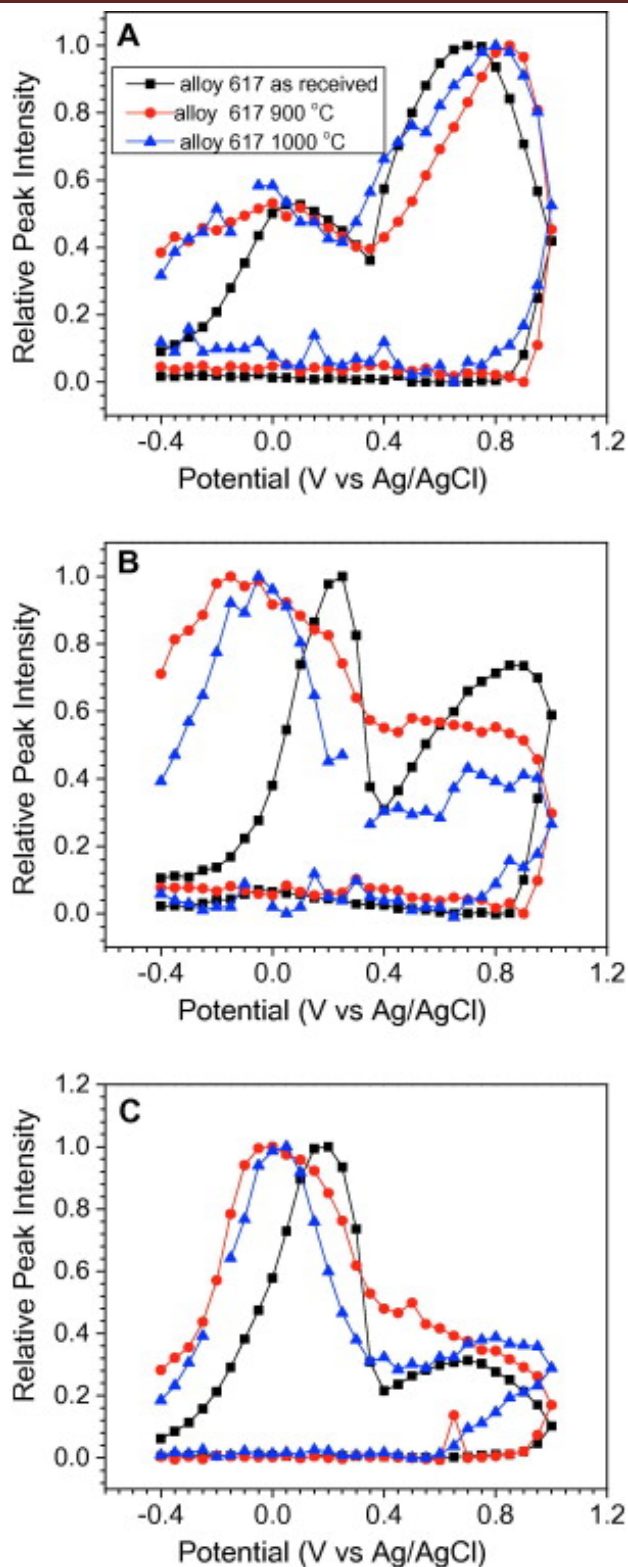 A
1.0
0.8
0.6
0.4
0.2
0.0
Relative Peak Intensity
alloy 617 as received
alloy 617 900 °C
alloy 617 1000 °C
-0.4 0.0 0.4 0.8 1.2
Potential (V vs Ag/AgCl)
B
1.0
0.8
0.6
0.4
0.2
0.0
Relative Peak Intensity
-0.4 0.0 0.4 0.8 1.2
Potential (V vs Ag/AgCl)
C
1.2
1.0
0.8
0.6
0.4
0.2
0.0
Relative Peak Intensity
-0.4 0.0 0.4 0.8 1.2
Potential (V vs Ag/AgCl)